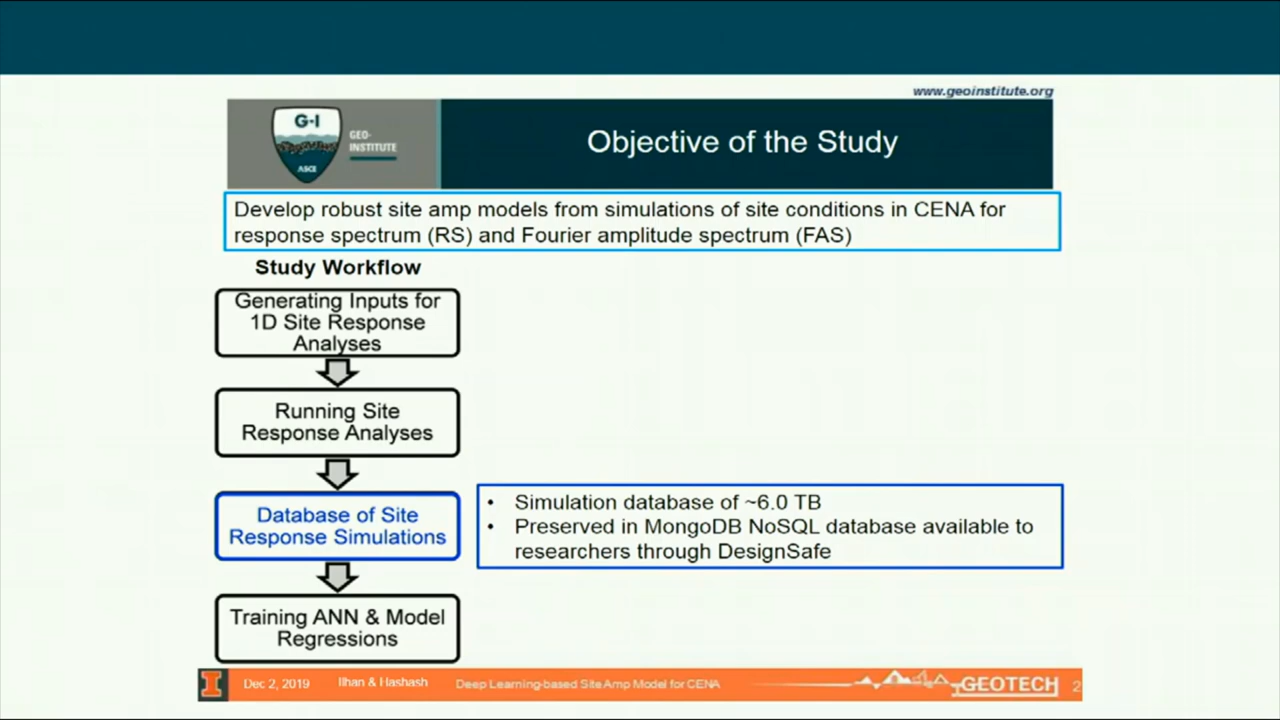 www.geoinstitute.org
G-I
GEO-
INSTITUTE
ASCE
Objective of the Study
Develop robust site amp models from simulations of site conditions in CENA for
response spectrum (RS) and Fourier amplitude spectrum (FAS)
Study Workflow
Generating Inputs for
1D Site Response
Analyses
Running Site
Response Analyses
Database of Site
Response Simulations
• Simulation database of ~6.0 TB
• Preserved in MongoDB NoSQL database available to
researchers through DesignSafe
Training ANN & Model
Regressions
I
Dec 2, 2019
Ilhan & Hashash
Deep Learning-based Site Amp Model for CENA
GEOTECH
2